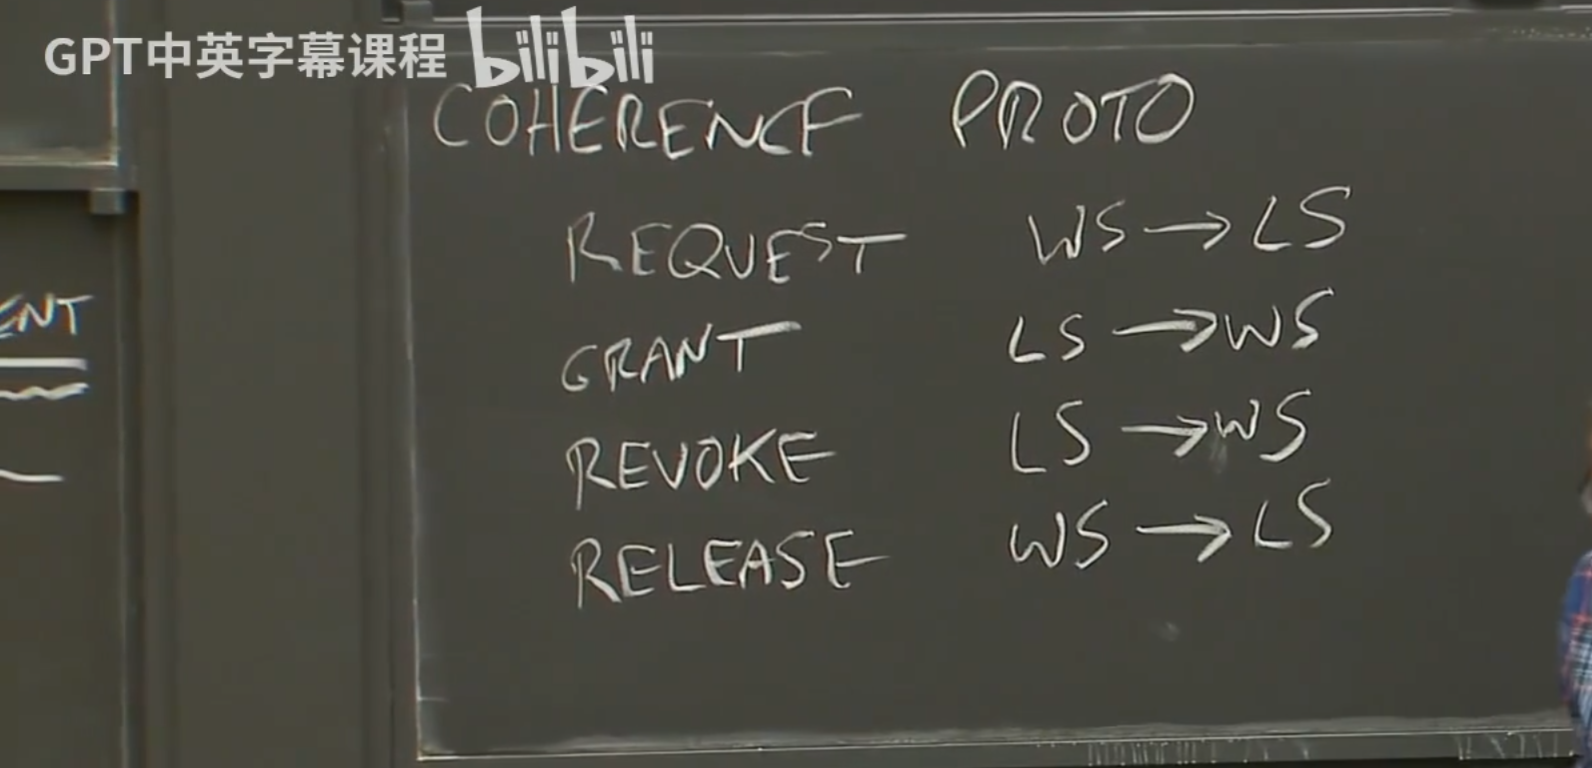 GPT中英字幕课程 bilibili
COHERENCE PROTO
REQUEST WS → LS
GRANT LS → WS
REVOKE LS → WS
RELEASE WS → LS
ENT